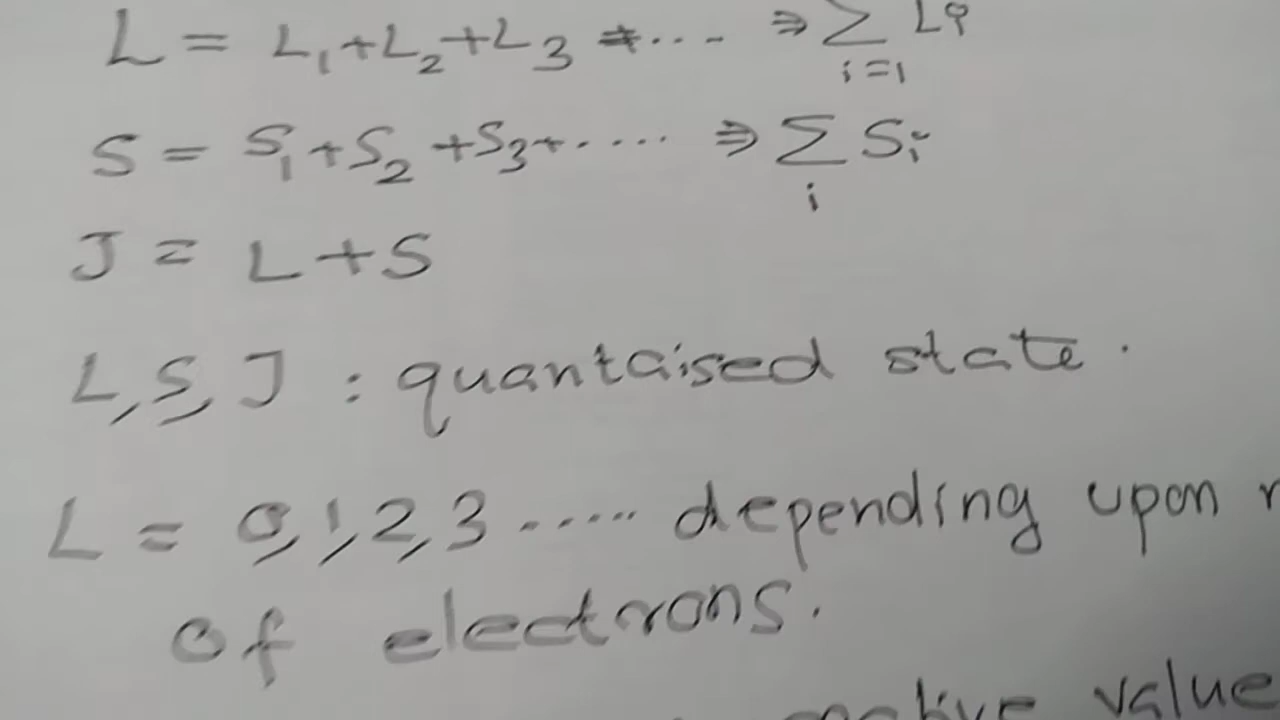 L = L₁+L₂+L₃ +.... ⇒ ∑ Li
i=1
S = S₁+S₂+S₃+..... ⇒ ∑ Si
i
J = L+S
L, S, J : quantaised state.
L = 0,1,2,3 ..... depending upon
of electrons.
value